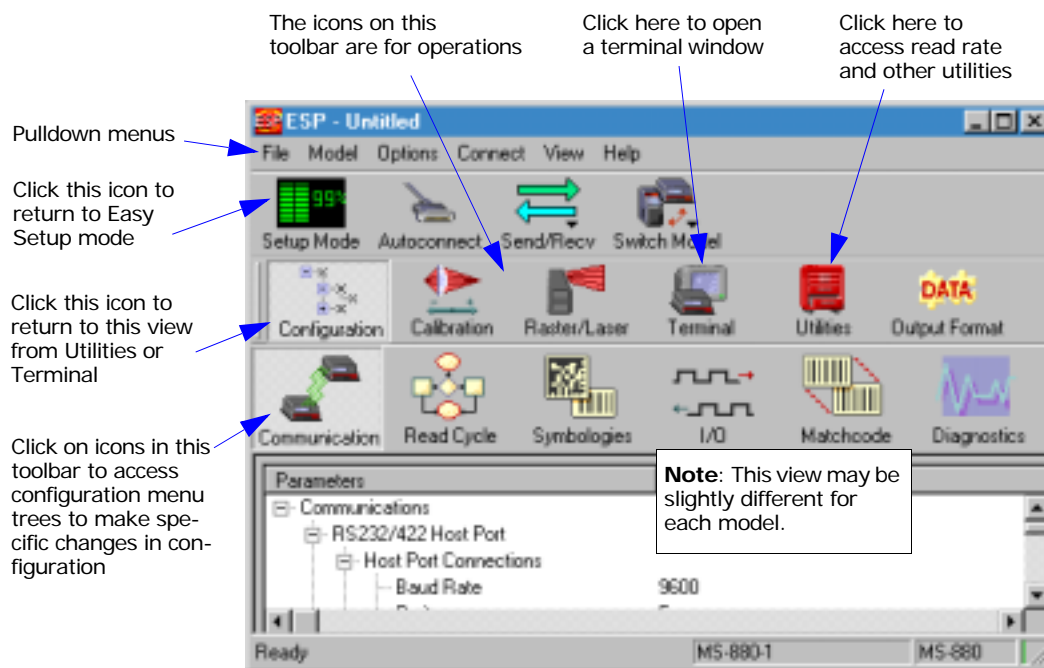 The icons on this
toolbar are for operations
Click here to open
a terminal window
Click here to
access read rate
and other utilities
Pulldown menus
Click this icon to
return to Easy
Setup mode
Click this icon to
return to this view
from Utilities or
Terminal
Click on icons in this
toolbar to access
configuration menu
trees to make spe-
cific changes in con-
figuration
ESP - Untitled
File Model Options Connect View Help
99%
Setup Mode Autoconnect Send/Recv Switch Model
Configuration Calibration Raster/Laser Terminal Utilities DATA Output Format
Communication Read Cycle Symbologies I/O Matchcode Diagnostics
Parameters
Note: This view may be
slightly different for
each model.
Communications
RS232/422 Host Port
Host Port Connections
Baud Rate 9600
Ready MS-880-1 MS-880